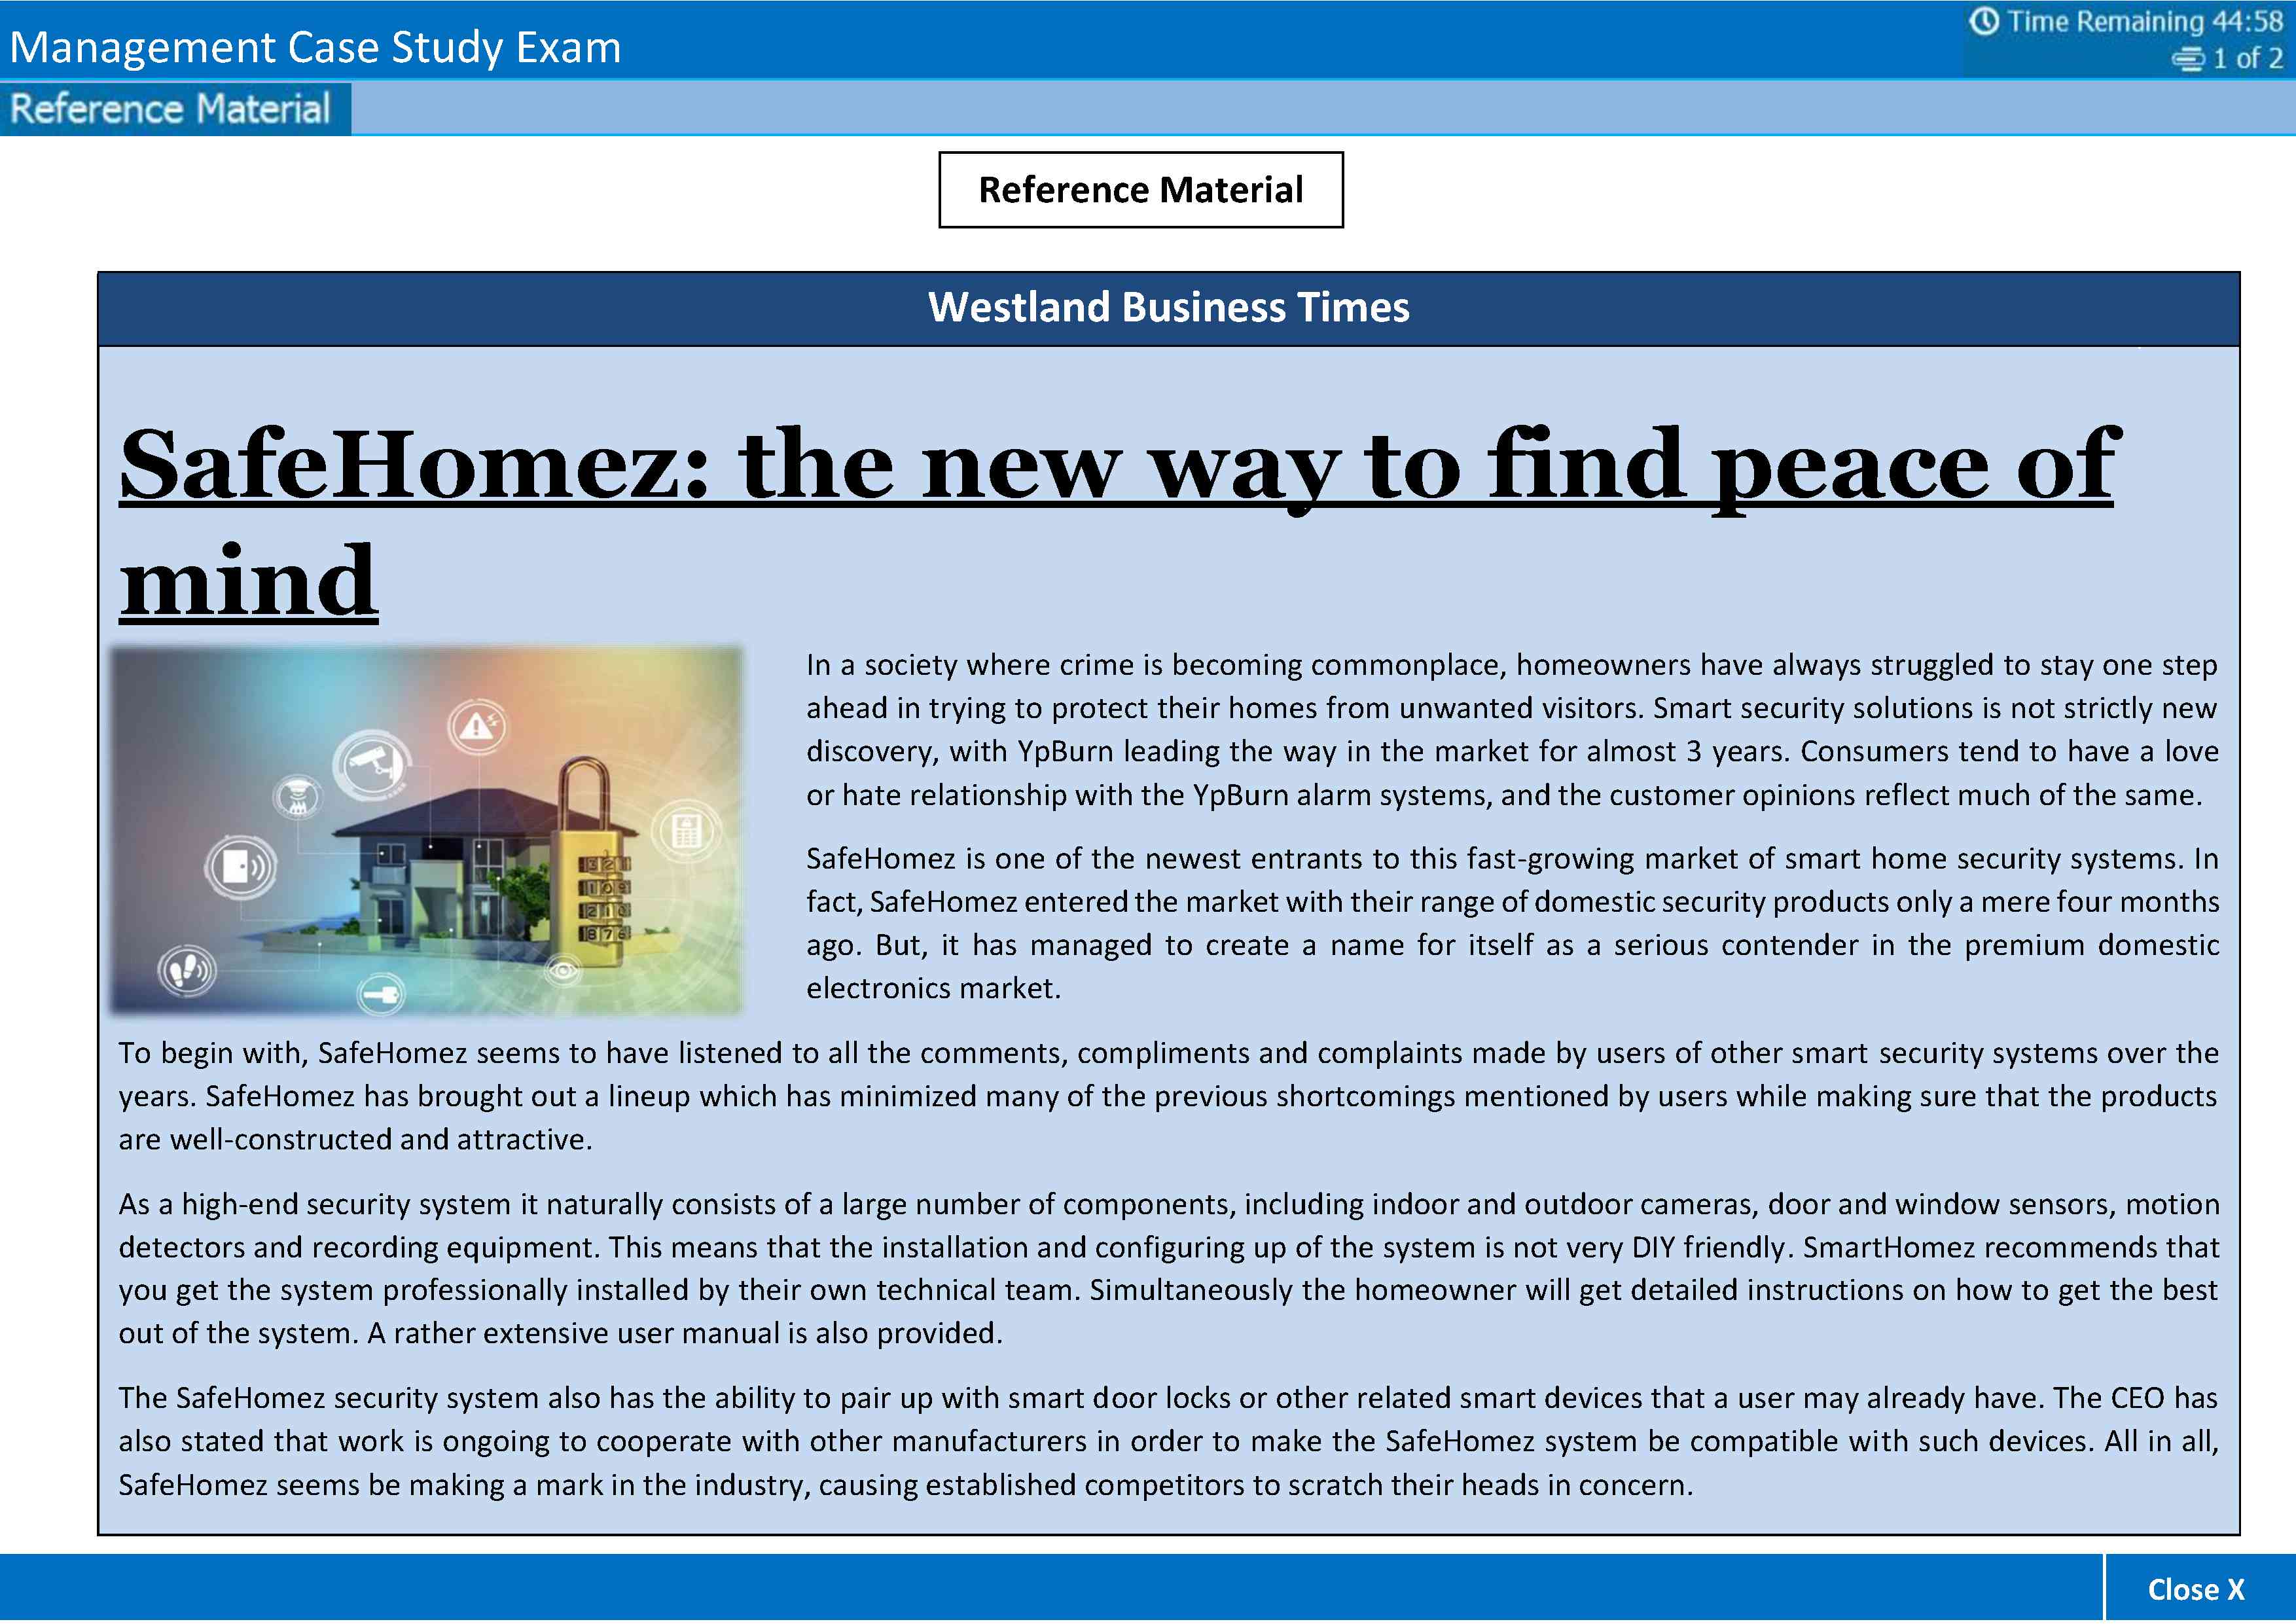 Management Case Study Exam
Time Remaining 44:58
1 of 2
Reference Material
Reference Material
Westland Business Times
SafeHomez: the new way to find peace of
mind
In a society where crime is becoming commonplace, homeowners have always struggled to stay one step
ahead in trying to protect their homes from unwanted visitors. Smart security solutions is not strictly new
discovery, with YpBurn leading the way in the market for almost 3 years. Consumers tend to have a love
or hate relationship with the YpBurn alarm systems, and the customer opinions reflect much of the same.
SafeHomez is one of the newest entrants to this fast-growing market of smart home security systems. In
fact, SafeHomez entered the market with their range of domestic security products only a mere four months
ago. But, it has managed to create a name for itself as a serious contender in the premium domestic
electronics market.
To begin with, SafeHomez seems to have listened to all the comments, compliments and complaints made by users of other smart security systems over the
years. SafeHomez has brought out a lineup which has minimized many of the previous shortcomings mentioned by users while making sure that the products
are well-constructed and attractive.
As a high-end security system it naturally consists of a large number of components, including indoor and outdoor cameras, door and window sensors, motion
detectors and recording equipment. This means that the installation and configuring up of the system is not very DIY friendly. SmartHomez recommends that
you get the system professionally installed by their own technical team. Simultaneously the homeowner will get detailed instructions on how to get the best
out of the system. A rather extensive user manual is also provided.
The SafeHomez security system also has the ability to pair up with smart door locks or other related smart devices that a user may already have. The CEO has
also stated that work is ongoing to cooperate with other manufacturers in order to make the SafeHomez system be compatible with such devices. All in all,
SafeHomez seems be making a mark in the industry, causing established competitors to scratch their heads in concern.
Close X